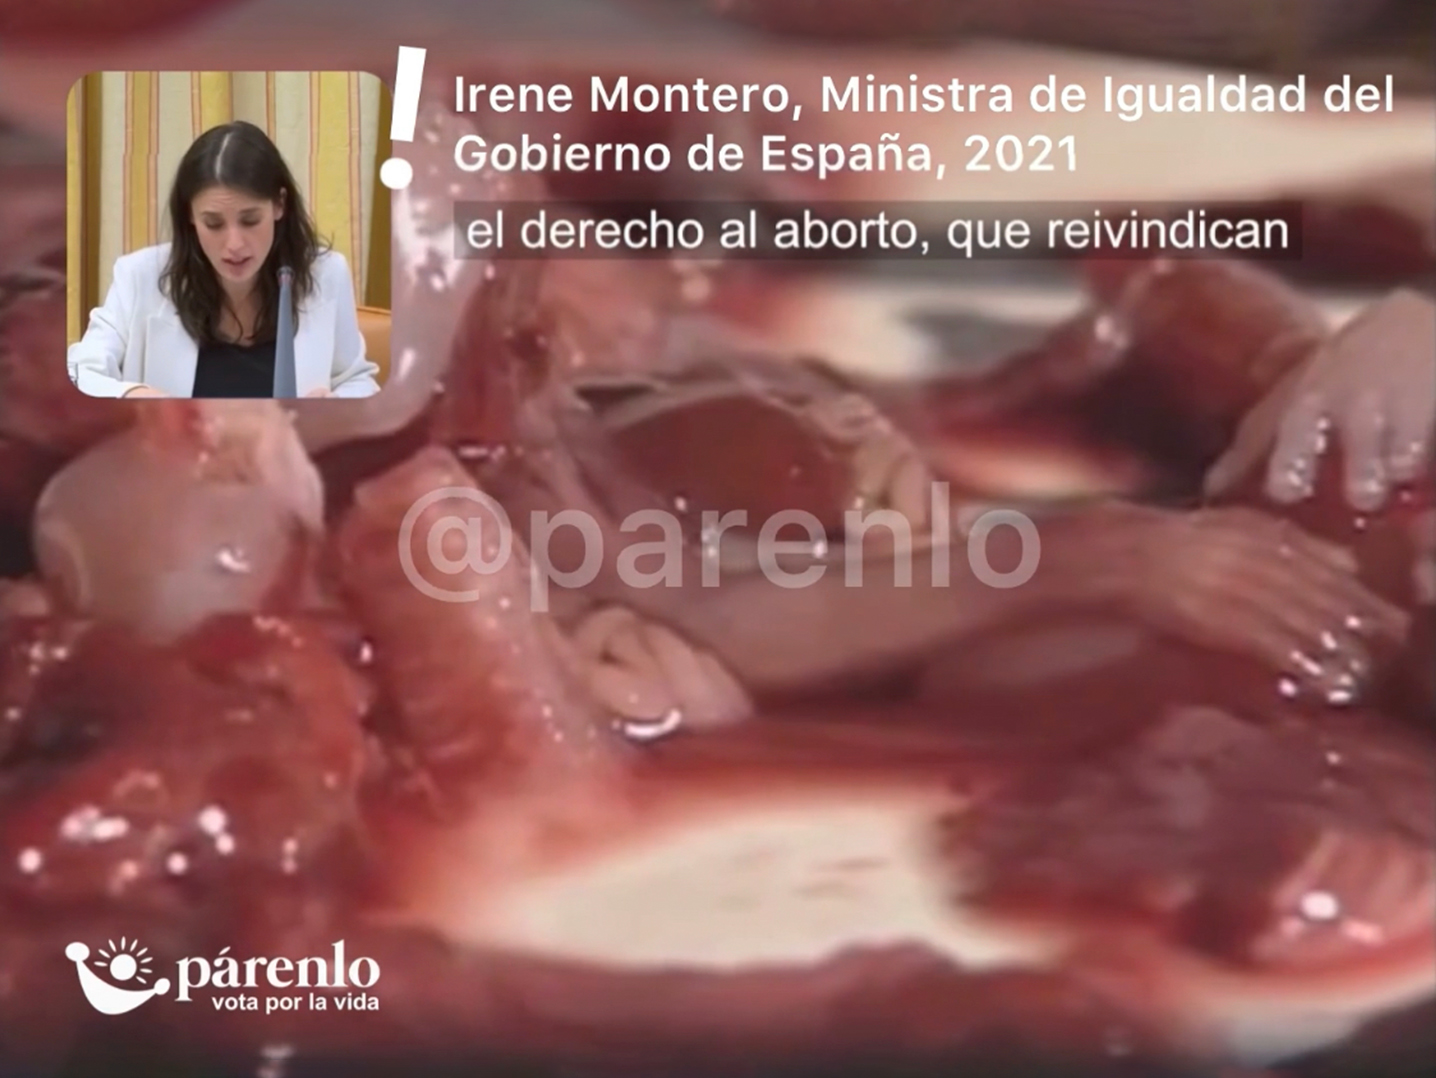 Irene Montero, Ministra de Igualdad del
Gobierno de España, 2021
el derecho al aborto, que reivindican
@parenlo
párenlo
vota por la vida